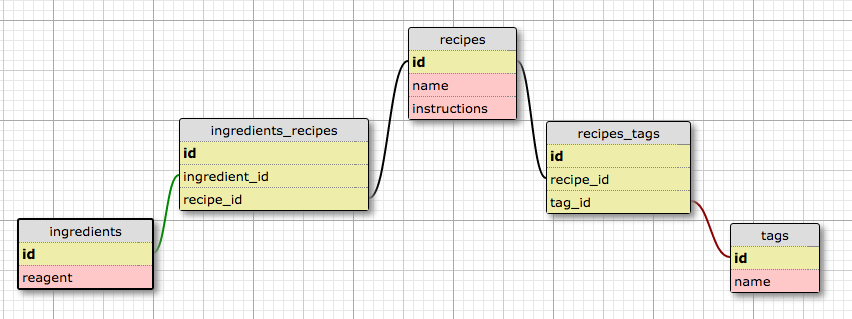 recipes
id
name
instructions
ingredients_recipes
id
ingredient_id
recipe_id
recipes_tags
id
recipe_id
tag_id
ingredients
id
reagent
tags
id
name